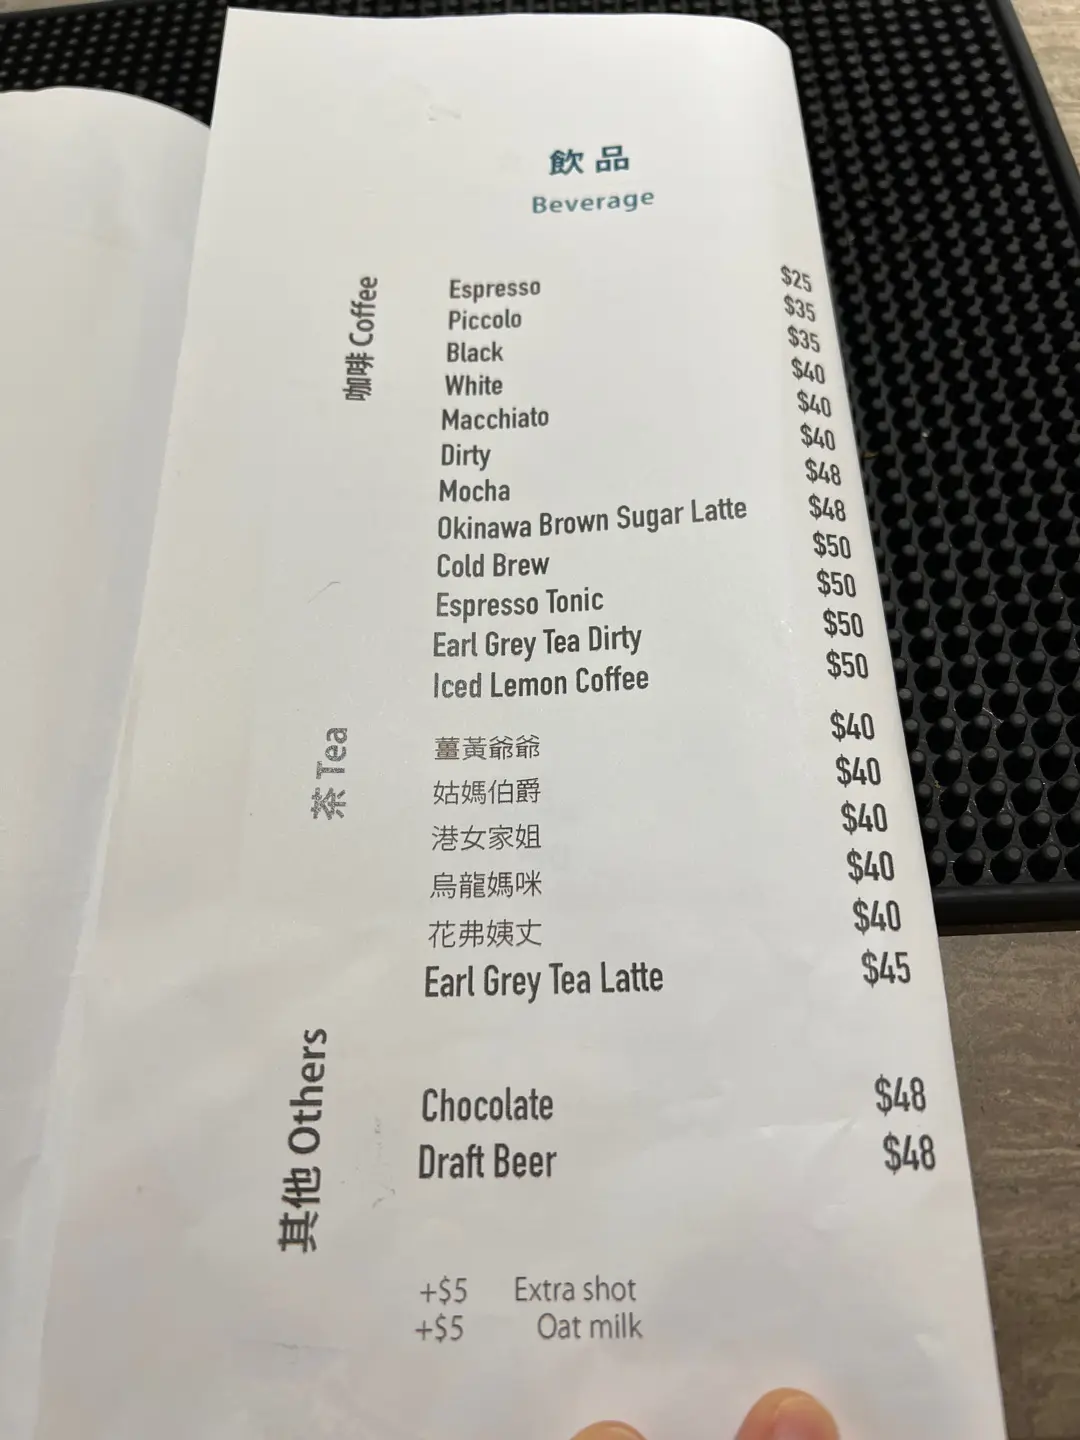 飲品
Beverage
咖啡 Coffee
Espresso $25
Piccolo $35
Black $35
White $40
Macchiato $40
Dirty $40
Mocha $48
Okinawa Brown Sugar Latte $48
Cold Brew $50
Espresso Tonic $50
Earl Grey Tea Dirty $50
Iced Lemon Coffee $50
茶 Tea
薑黃爺爺 $40
姑媽伯爵 $40
港女家姐 $40
烏龍媽咪 $40
花弗姨丈 $40
Earl Grey Tea Latte $45
其他 Others
Chocolate $48
Draft Beer $48
+$5 Extra shot
+$5 Oat milk